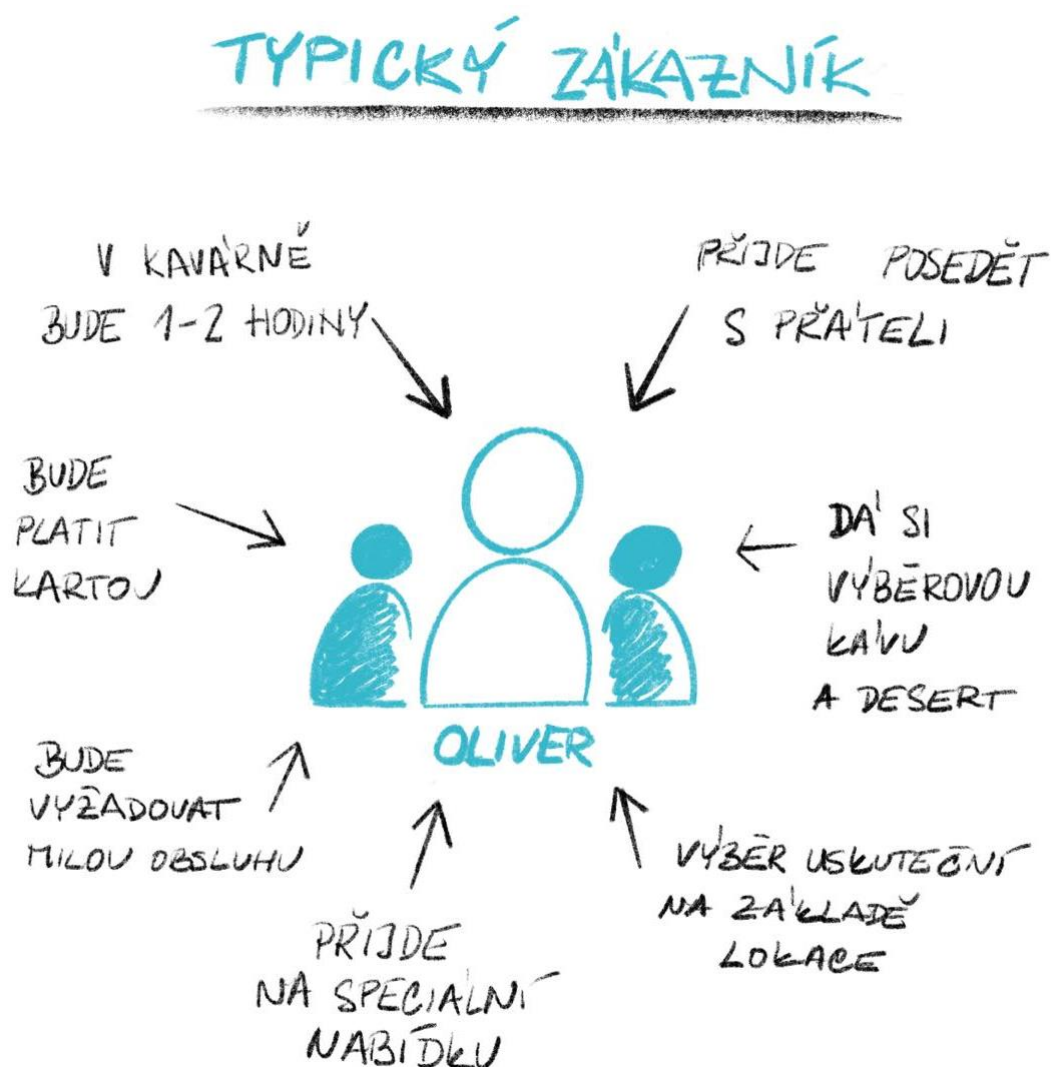 TYPICKÝ ZÁKAZNÍK
V KAVÁRNĚ
BUDE 1-2 HODINY
PŘIJDE POSEDĚT
S PŘÁTELI
BUDE
PLATIT
KARTOU
DÁ SI
VÝBĚROVOU
KÁVU
A DESERT
OLIVER
BUDE
VYŽADOVAT
MILOU OBSLUHU
PŘIJDE
NA SPECIÁLNÍ
NABÍDKU
VÝBĚR USKUTEČNÍ
NA ZÁKLADĚ
LOKACE